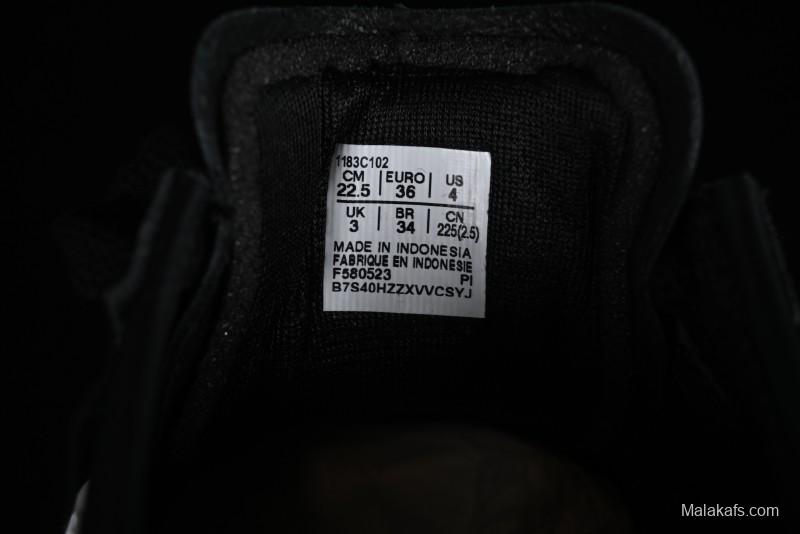 1183C102
CM | EURO | US
22.5 | 36 | 4
UK | BR | CN
3 | 34 | 225(2.5)
MADE IN INDONESIA
FABRIQUE EN INDONESIE
F580523 PI
B7S40HZZXVVCSYJ
Malakafs.com